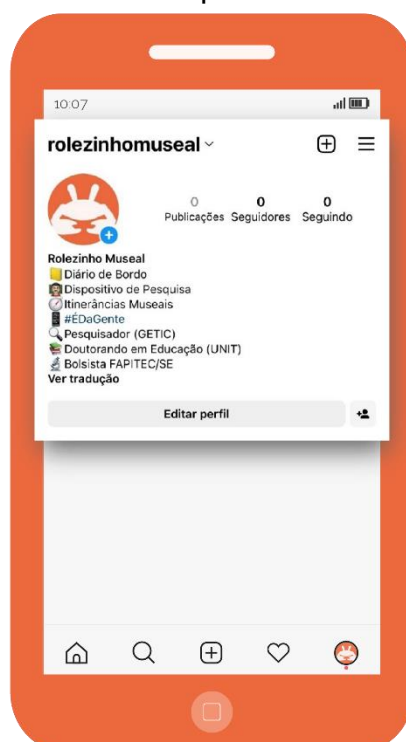 10:07
rolezinhomuseal
0 0 0
Publicações Seguidores Seguindo
Rolezinho Museal
📒Diário de Bordo
👨🏽‍🏫Dispositivo de Pesquisa
🧭Itinerâncias Museais
📱#ÉDaGente
🔍Pesquisador (GETIC)
📚Doutorando em Educação (UNIT)
🔬Bolsista FAPITEC/SE
Ver tradução
Editar perfil